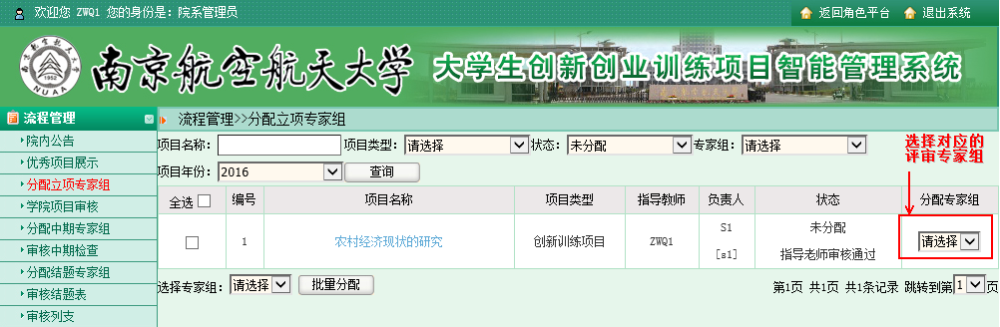 欢迎您 ZWQ1 您的身份是: 院系管理员
返回角色平台 退出系统
NUAA
1952
南京航空航天大学 大学生创新创业训练项目智能管理系统
流程管理
院内公告
优秀项目展示
分配立项专家组
学院项目审核
分配中期专家组
审核中期检查
分配结题专家组
审核结题表
审核列支
流程管理>>分配立项专家组
项目名称: 项目类型: 请选择 状态: 未分配 专家组: 请选择
选择对应的
评审专家组
项目年份: 2016 查询
全选 编号 项目名称 项目类型 指导教师 负责人 状态 分配专家组
1 农村经济现状的研究 创新训练项目 ZWQ1 S1 [s1] 未分配 指导老师审核通过 请选择
选择专家组: 请选择 批量分配 第1页 共1页 共1条记录 跳转到第1页